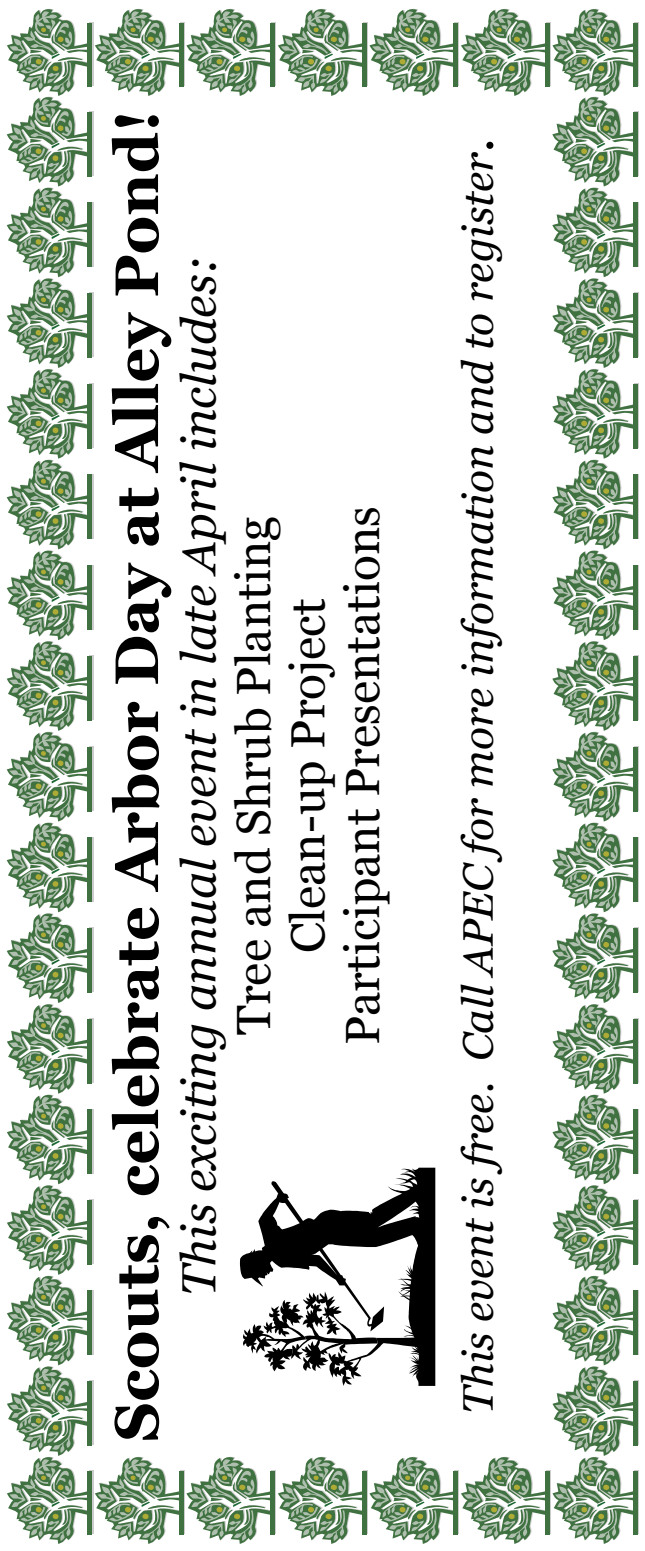 Scouts, celebrate Arbor Day at Alley Pond!
This exciting annual event in late April includes:
Tree and Shrub Planting
Clean-up Project
Participant Presentations
This event is free.  Call APEC for more information and to register.